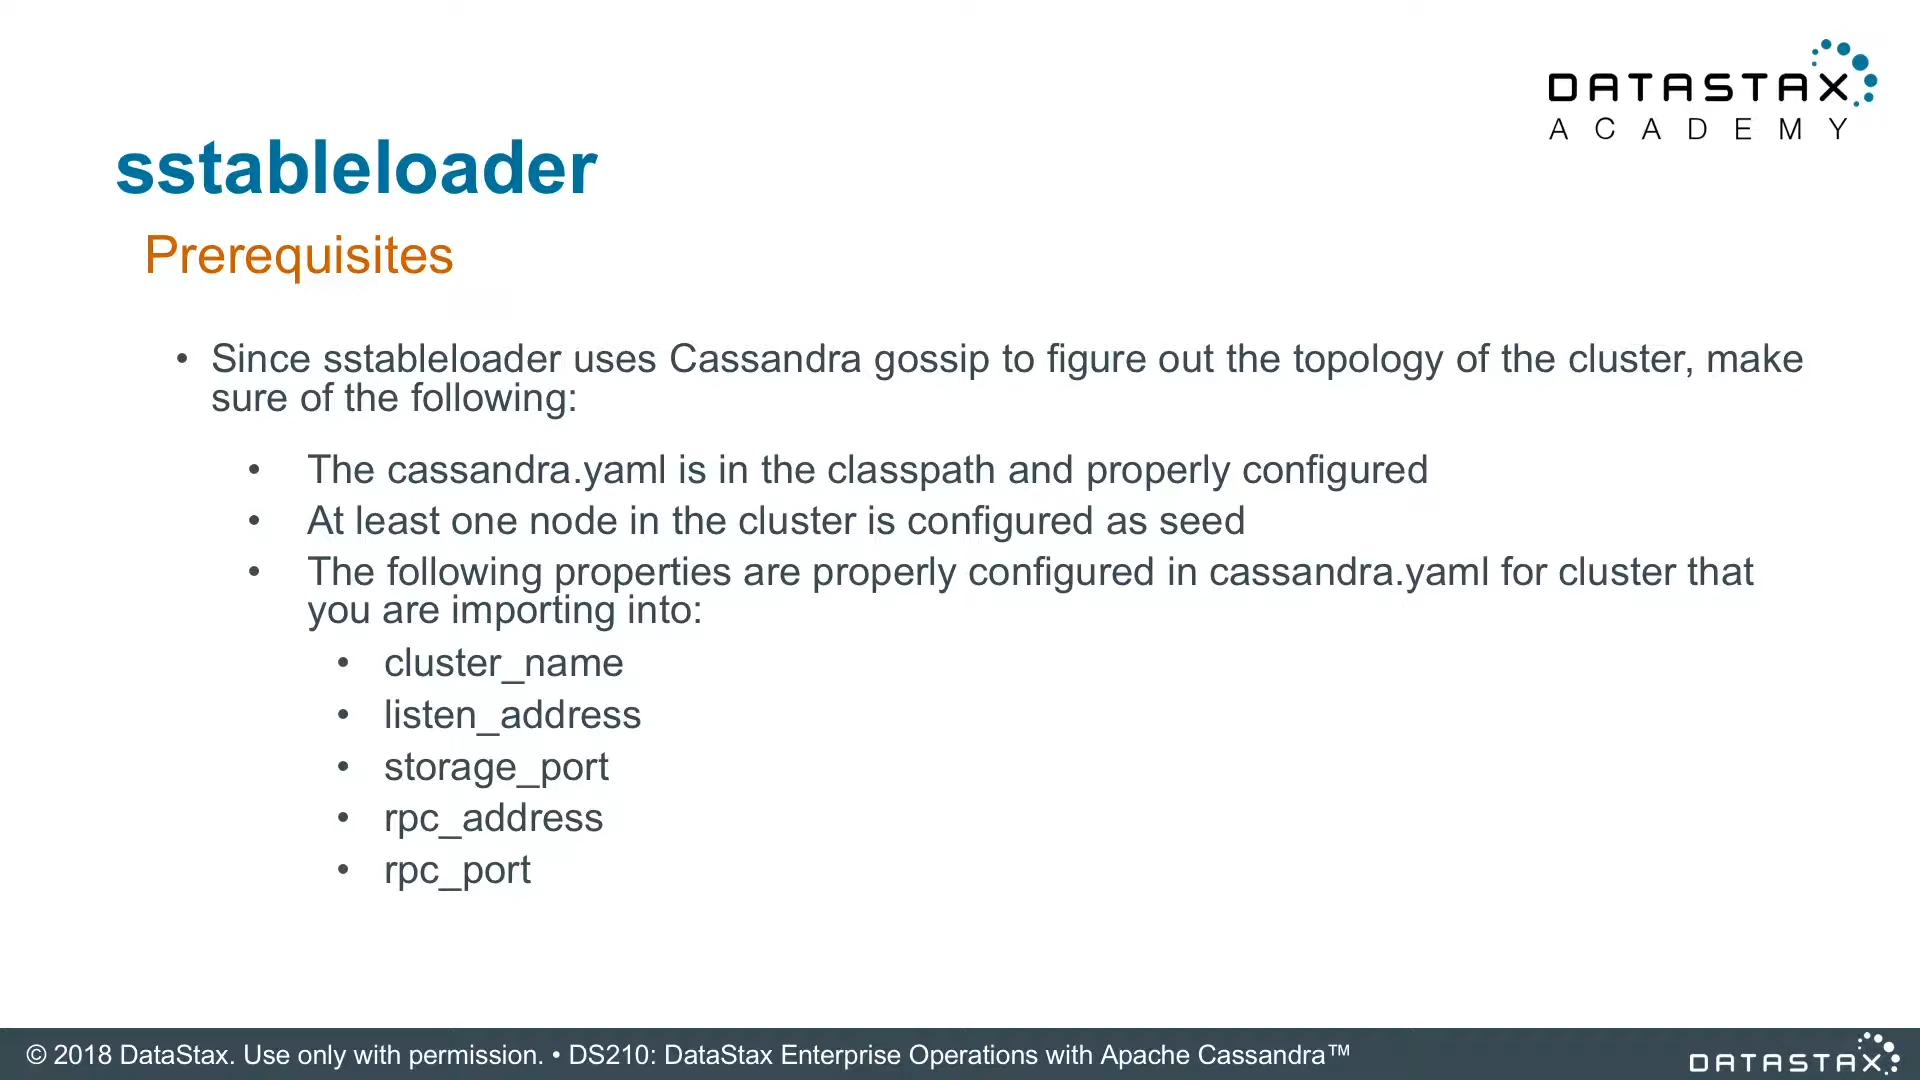 DATASTAX
ACADEMY
sstableloader
Prerequisites
• Since sstableloader uses Cassandra gossip to figure out the topology of the cluster, make
sure of the following:
• The cassandra.yaml is in the classpath and properly configured
• At least one node in the cluster is configured as seed
• The following properties are properly configured in cassandra.yaml for cluster that
you are importing into:
• cluster_name
• listen_address
• storage_port
• rpc_address
• rpc_port
© 2018 DataStax. Use only with permission. • DS210: DataStax Enterprise Operations with Apache Cassandra™
DATASTAX